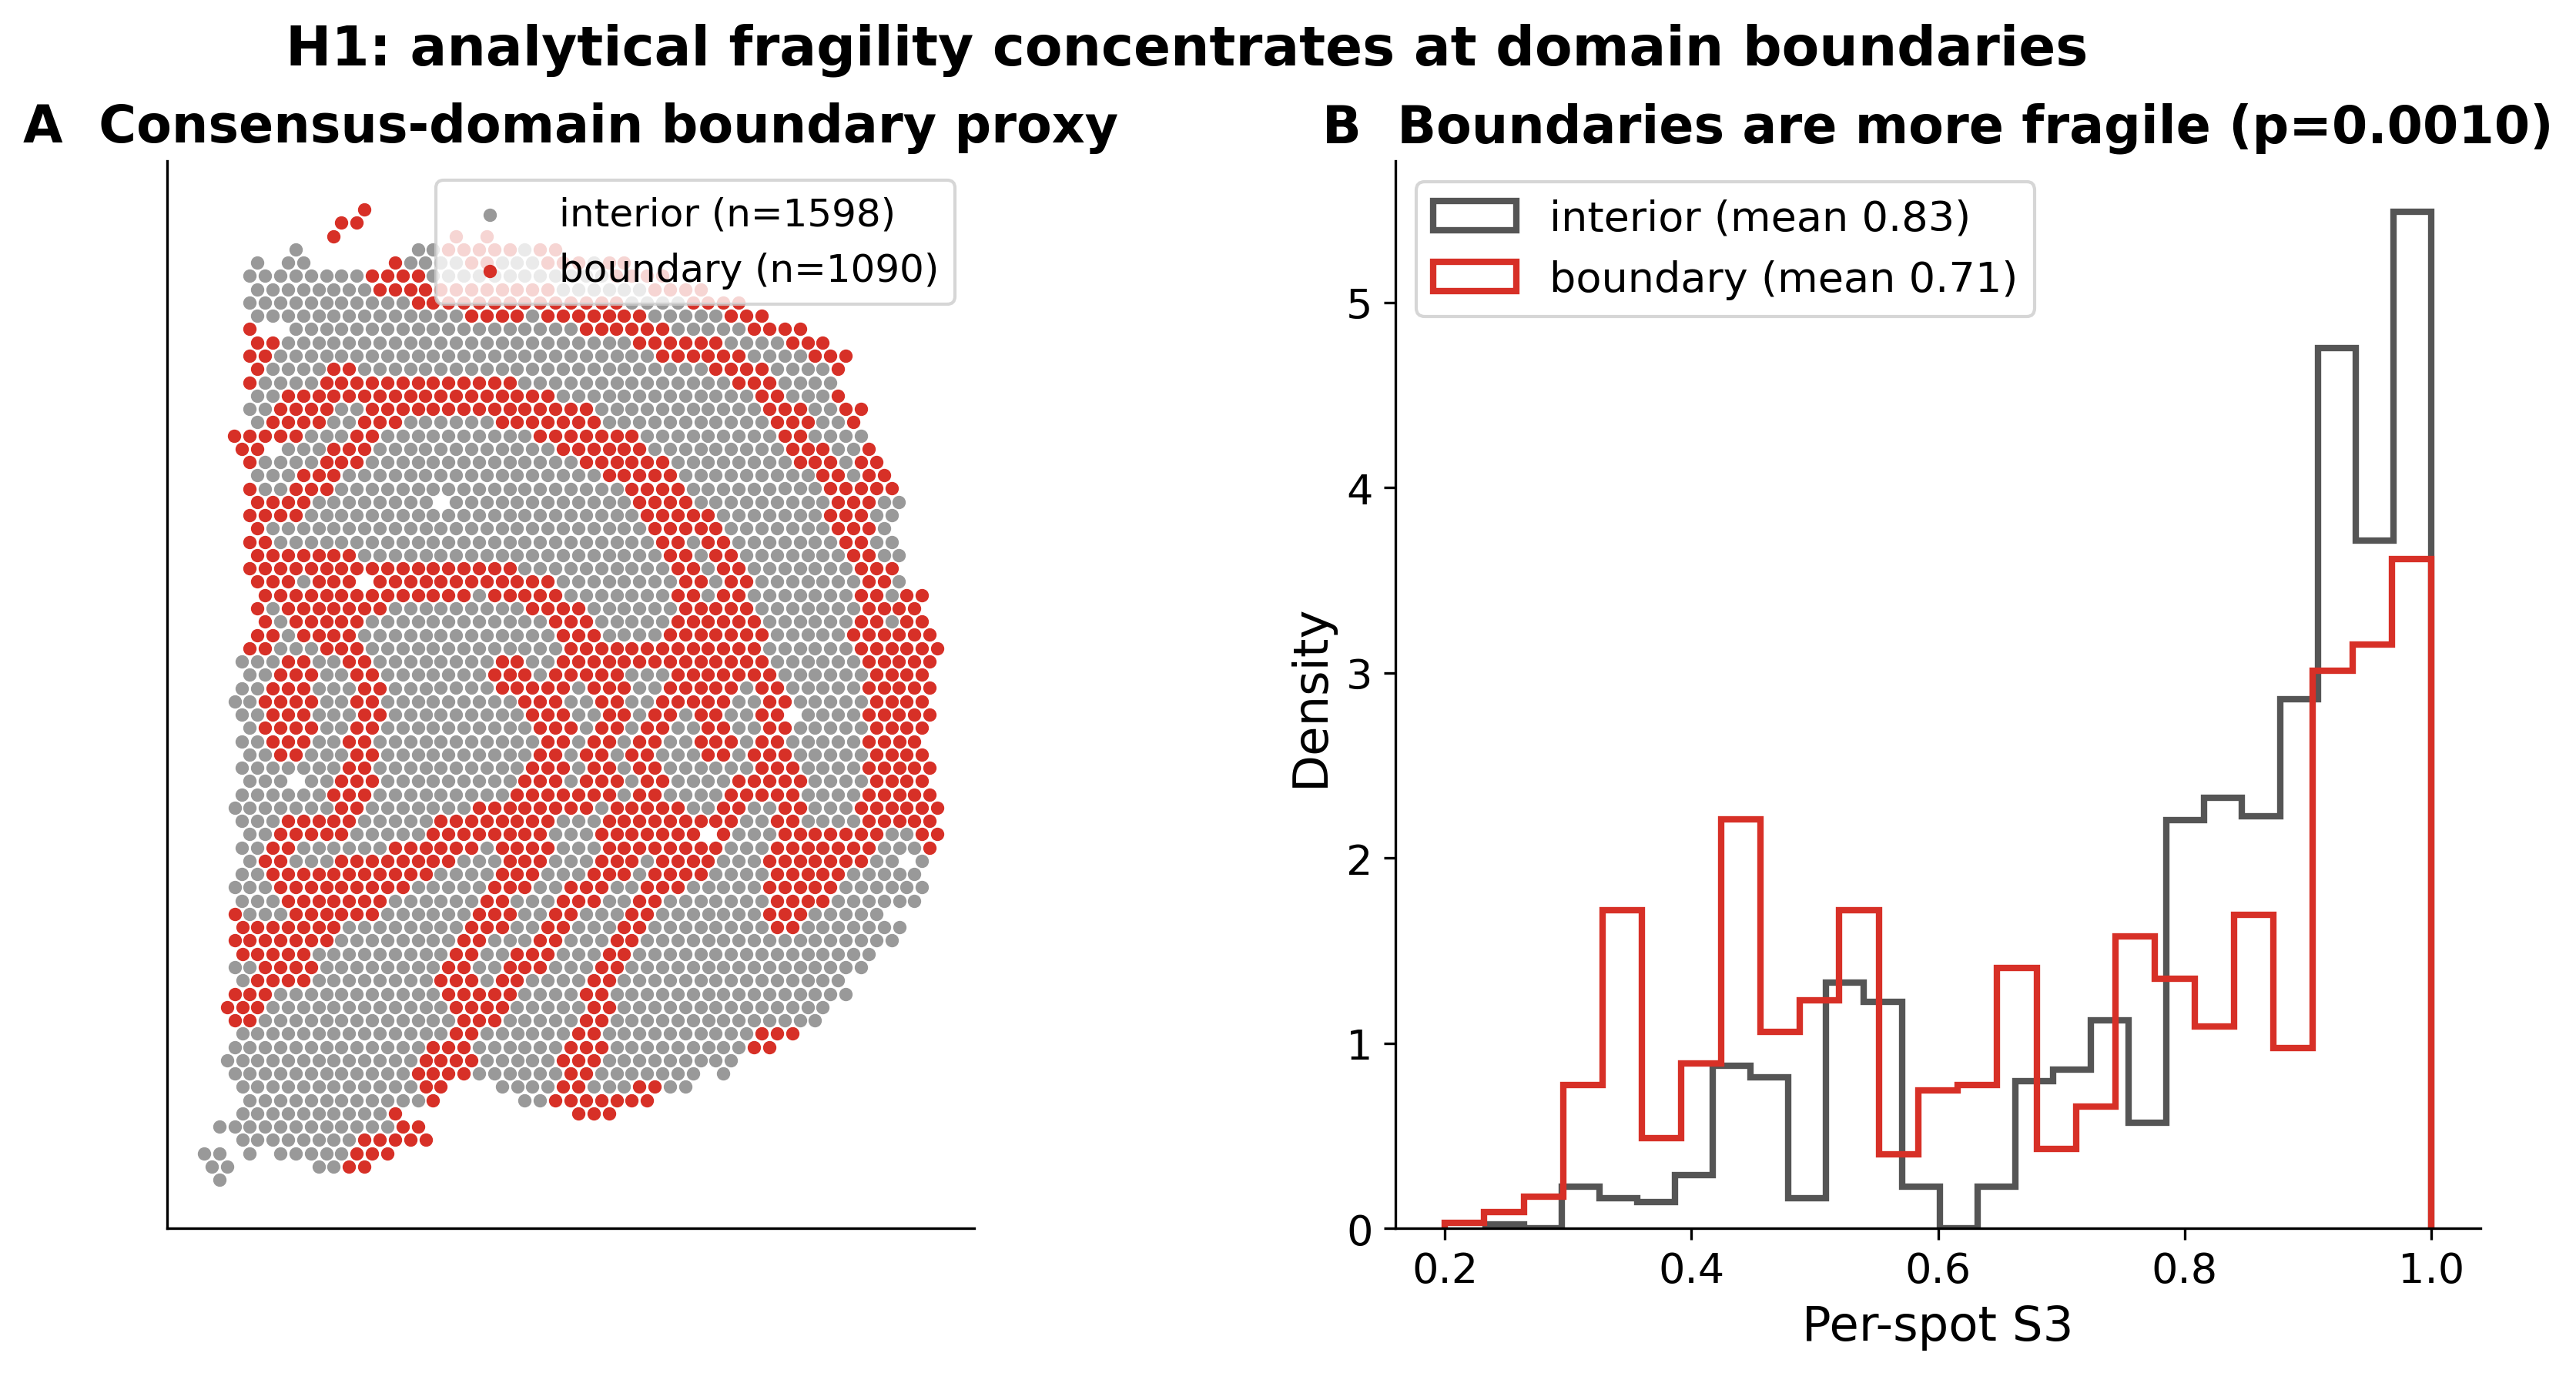 H1: analytical fragility concentrates at domain boundaries
A Consensus-domain boundary proxy
interior (n=1598)
boundary (n=1090)
B Boundaries are more fragile (p=0.0010)
interior (mean 0.83)
boundary (mean 0.71)
Density
5
4
3
2
1
0
0.2 0.4 0.6 0.8 1.0
Per-spot S3